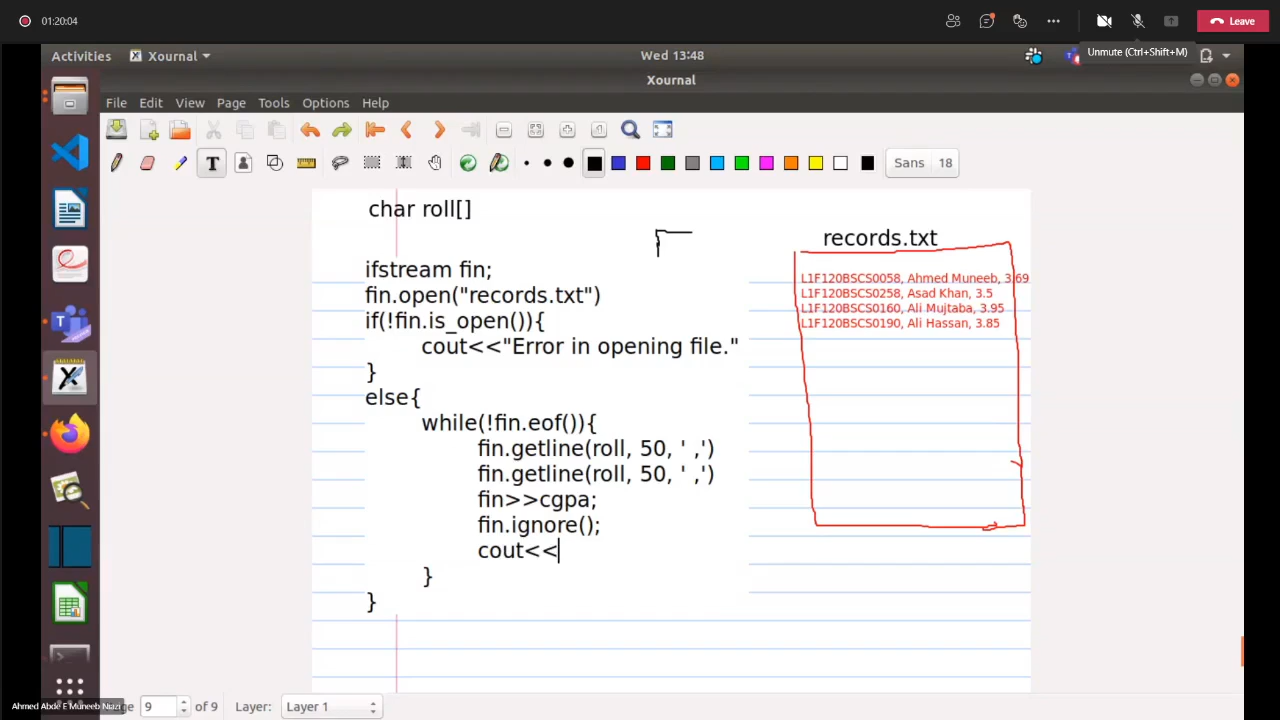 01:20:04
Leave
Unmute (Ctrl+Shift+M)
Activities
Xournal
Wed 13:48
Xournal
File Edit View Page Tools Options Help
T
Sans 18
char roll[]
records.txt
ifstream fin;
fin.open("records.txt")
if(!fin.is_open()){
cout<<"Error in opening file."
}
else{
while(!fin.eof()){
fin.getline(roll, 50, ' ,')
fin.getline(roll, 50, ' ,')
fin>>cgpa;
fin.ignore();
cout<<
}
}
L1F120BSCS0058, Ahmed Muneeb, 3.69
L1F120BSCS0258, Asad Khan, 3.5
L1F120BSCS0160, Ali Mujtaba, 3.95
L1F120BSCS0190, Ali Hassan, 3.85
Ahmed Abde E Muneeb Niazi
9 of 9 Layer: Layer 1